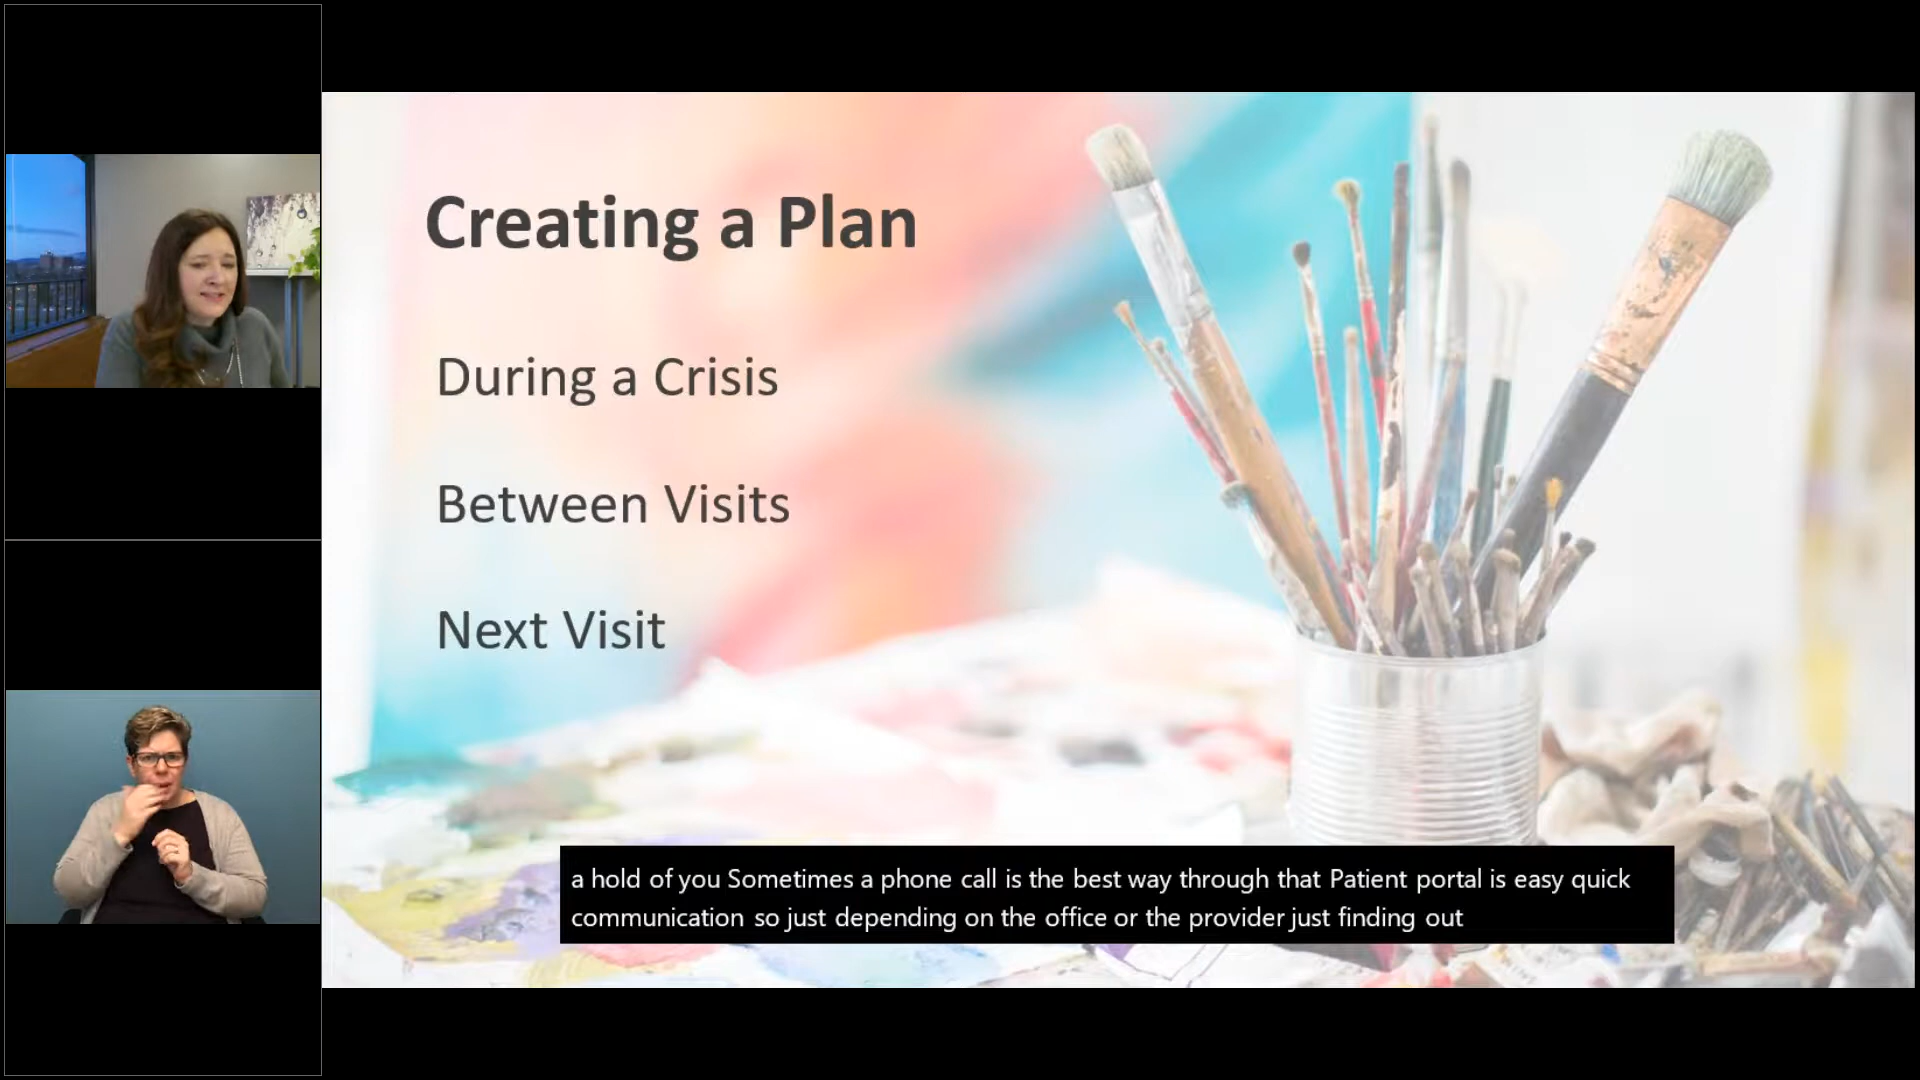 Creating a Plan
During a Crisis
Between Visits
Next Visit
a hold of you Sometimes a phone call is the best way through that Patient portal is easy quick
communication so just depending on the office or the provider just finding out